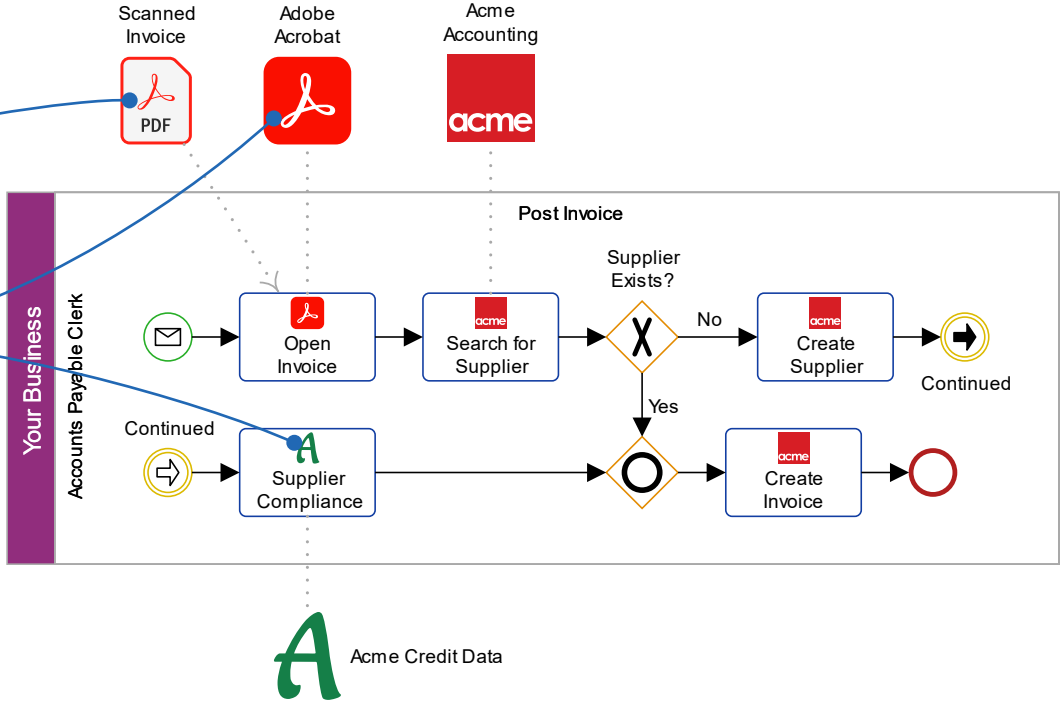 Scanned
Invoice
Adobe
Acrobat
Acme
Accounting
PDF
acme
Post Invoice
Your Business
Accounts Payable Clerk
Open
Invoice
acme
Search for
Supplier
Supplier
Exists?
No
Yes
acme
Create
Supplier
Continued
Continued
Supplier
Compliance
acme
Create
Invoice
Acme Credit Data